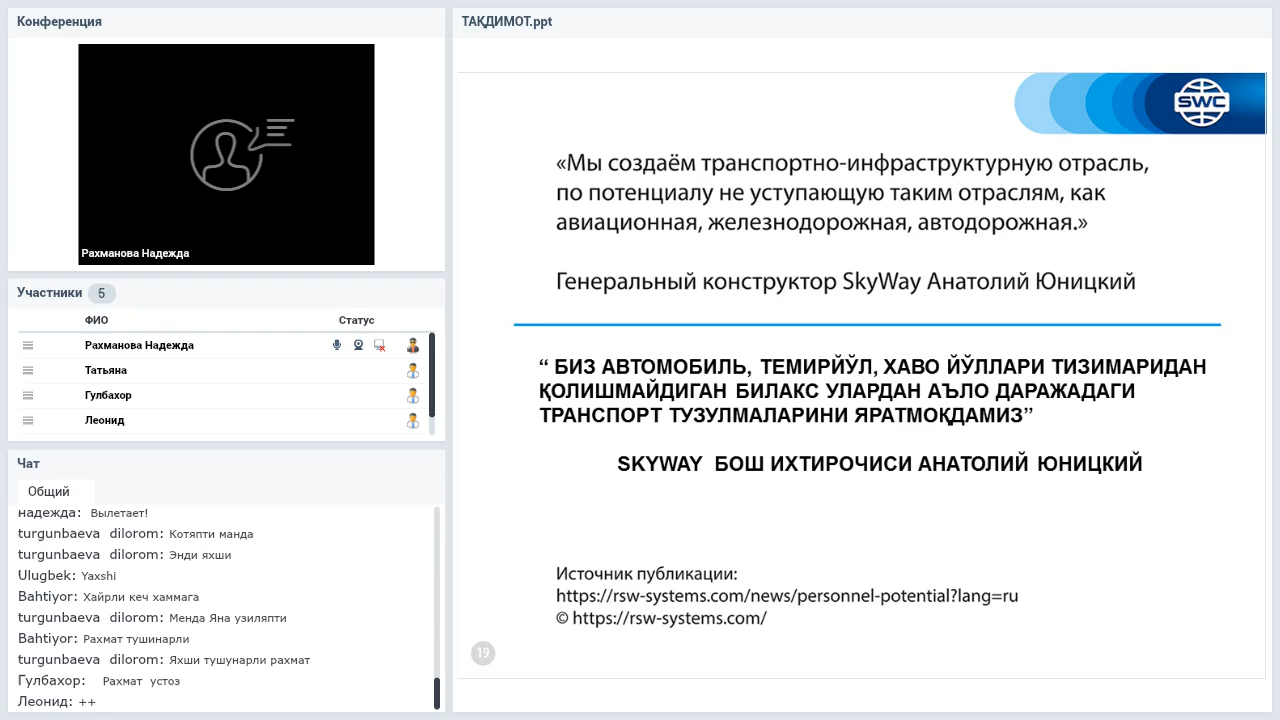 Конференция
Рахманова Надежда
Участники 5
ФИО Статус
Рахманова Надежда
Татьяна
Гулбахор
Леонид
Чат
Общий
надежда: Вылетает!
turgunbaeva dilorom: Котяпти манда
turgunbaeva dilorom: Энди яхши
Ulugbek: Yaxshi
Bahtiyor: Хайрли кеч хаммага
turgunbaeva dilorom: Менда Яна узиляпти
Bahtiyor: Рахмат тушинарли
turgunbaeva dilorom: Яхши тушунарли рахмат
Гулбахор: Рахмат устоз
Леонид: ++
ТАҚДИМОТ.ppt
SWC
«Мы создаём транспортно-инфраструктурную отрасль,
по потенциалу не уступающую таким отраслям, как
авиационная, железнодорожная, автодорожная.»
Генеральный конструктор SkyWay Анатолий Юницкий
“ БИЗ АВТОМОБИЛЬ, ТЕМИРЙЎЛ, ХАВО ЙЎЛЛАРИ ТИЗИМАРИДАН
ҚОЛИШМАЙДИГАН БИЛАКС УЛАРДАН АЪЛО ДАРАЖАДАГИ
ТРАНСПОРТ ТУЗУЛМАЛАРИНИ ЯРАТМОҚДАМИЗ”
SKYWAY БОШ ИХТИРОЧИСИ АНАТОЛИЙ ЮНИЦКИЙ
Источник публикации:
https://rsw-systems.com/news/personnel-potential?lang=ru
© https://rsw-systems.com/
19